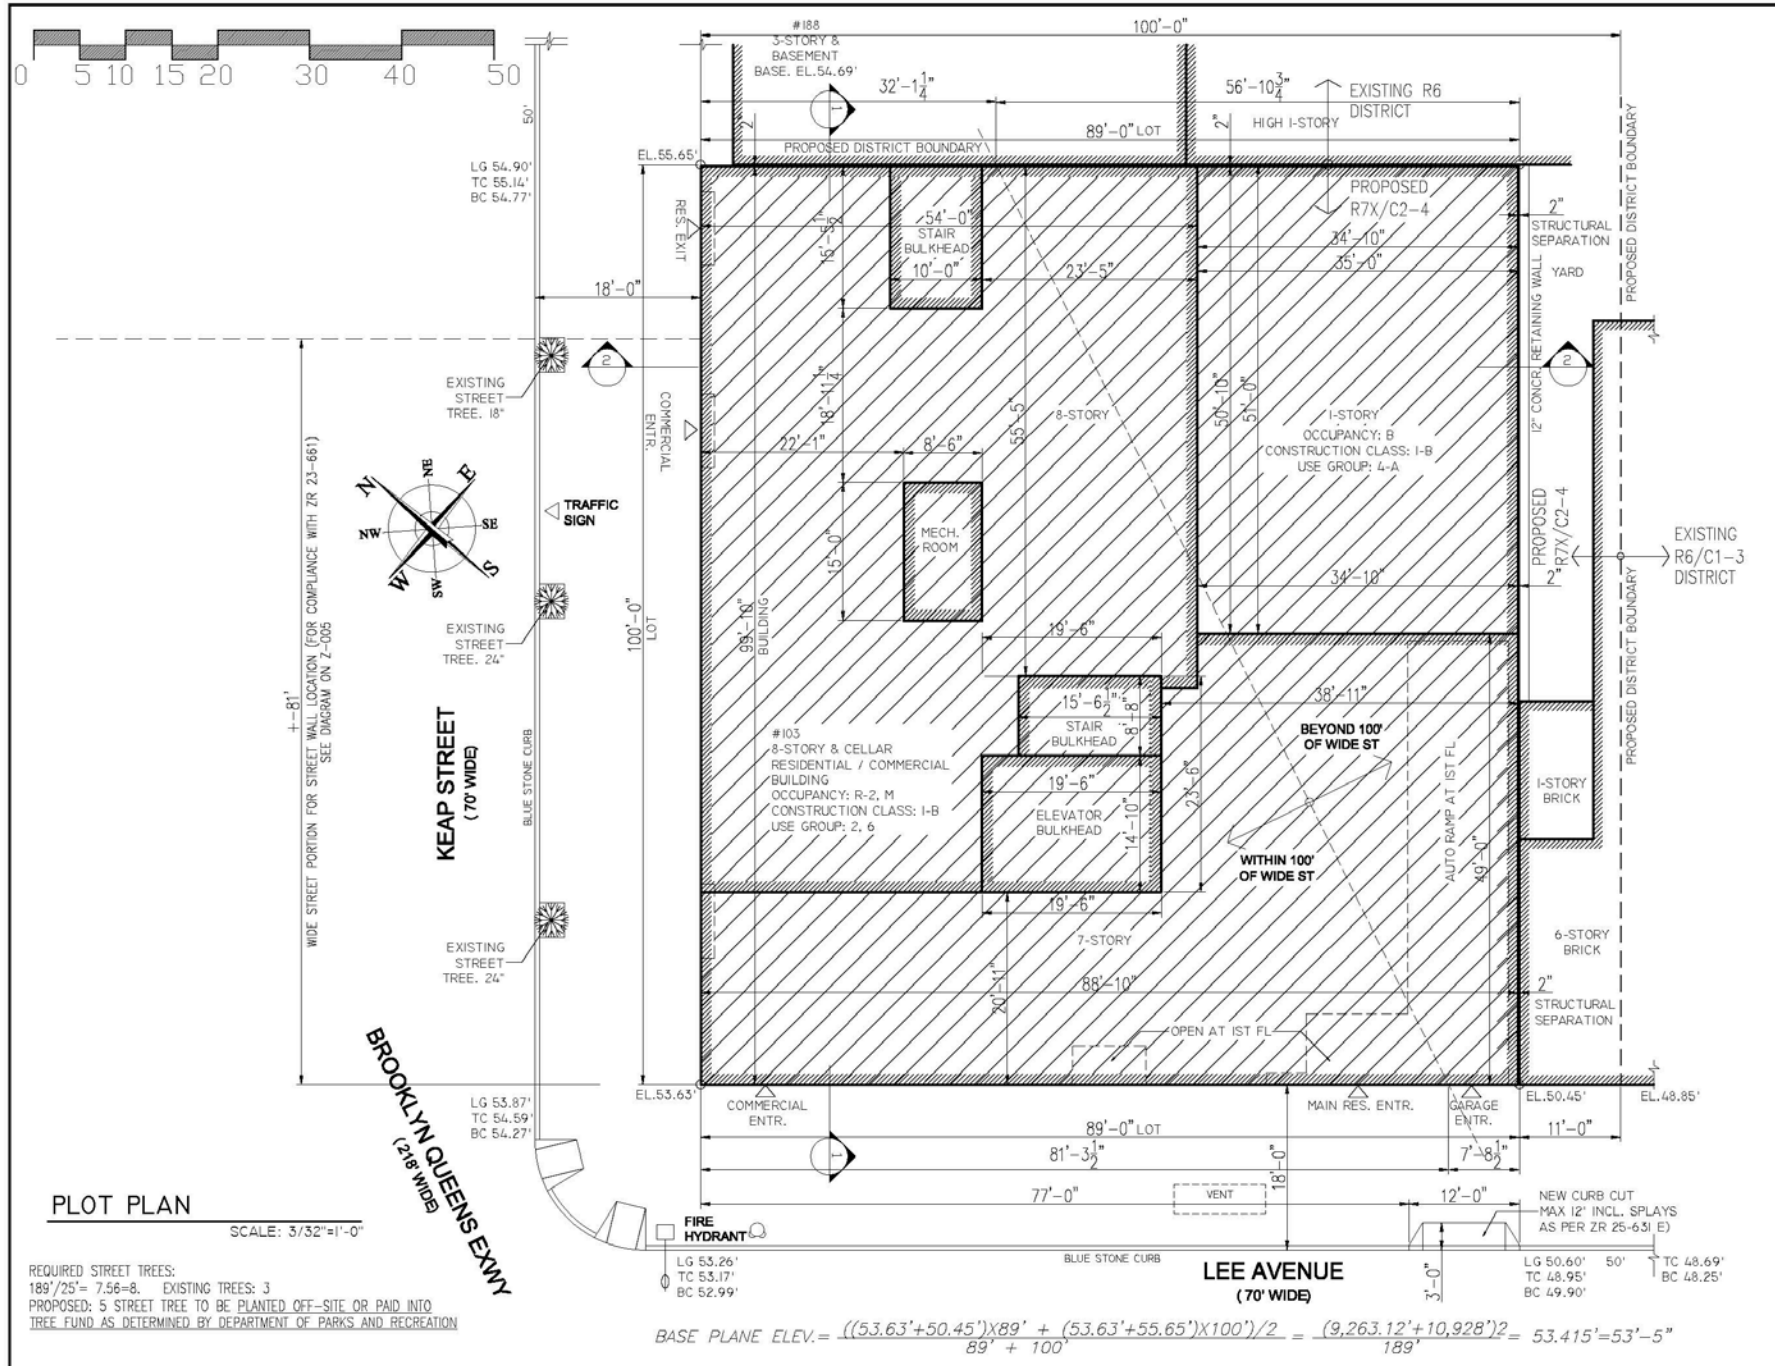 0 5 10 15 20 30 40 50
#188
3-STORY &
BASEMENT
BASE. EL.54.69'
100'-0"
32'-1 1/4"
56'-10 3/4"
EXISTING R6
DISTRICT
1
2"
2"
HIGH 1-STORY
89'-0" LOT
PROPOSED DISTRICT BOUNDARY
PROPOSED DISTRICT BOUNDARY
50'
LG 54.90'
TC 55.14'
BC 54.77'
EL.55.65'
RES. EXIT
15'-5 1/2"
54'-0"
STAIR
BULKHEAD
10'-0"
23'-5"
PROPOSED
R7X/C2-4
34'-10"
35'-0"
2"
STRUCTURAL
SEPARATION
YARD
12" CONCR. RETAINING WALL
18'-0"
2
EXISTING
STREET
TREE. 18"
COMMERCIAL
ENTR.
18'-11 1/4"
22'-1"
8'-6"
55'-5"
8-STORY
50'-10"
51'-0"
1-STORY
OCCUPANCY: B
CONSTRUCTION CLASS: I-B
USE GROUP: 4-A
2
N NE E SE S SW W NW
TRAFFIC
SIGN
MECH.
ROOM
15'-0"
PROPOSED
R7X/C2-4
EXISTING
R6/C1-3
DISTRICT
34'-10"
2"
EXISTING
STREET
TREE. 24"
100'-0"
LOT
99'-10"
BUILDING
19'-6"
+-81'
WIDE STREET PORTION FOR STREET WALL LOCATION (FOR COMPLIANCE WITH ZR 23-661)
SEE DIAGRAM ON Z-005
KEAP STREET
(70' WIDE)
BLUE STONE CURB
15'-6 1/2"
STAIR
BULKHEAD
8'-8"
38'-11"
PROPOSED DISTRICT BOUNDARY
#103
8-STORY & CELLAR
RESIDENTIAL / COMMERCIAL
BUILDING
OCCUPANCY: R-2, M
CONSTRUCTION CLASS: I-B
USE GROUP: 2, 6
19'-6"
ELEVATOR
BULKHEAD
14'-10"
23'-6"
BEYOND 100'
OF WIDE ST
WITHIN 100'
OF WIDE ST
AUTO RAMP AT 1ST FL
49'-0"
1-STORY
BRICK
19'-6"
EXISTING
STREET
TREE. 24"
7-STORY
6-STORY
BRICK
20'-11"
88'-10"
2"
STRUCTURAL
SEPARATION
OPEN AT 1ST FL
LG 53.87'
TC 54.59'
BC 54.27'
EL.53.63'
COMMERCIAL
ENTR.
MAIN RES. ENTR.
GARAGE
ENTR.
EL.50.45'
EL.48.85'
BROOKLYN QUEENS EXWY
(218' WIDE)
89'-0" LOT
11'-0"
1
81'-3 1/2"
7'-8 1/2"
18'-0"
77'-0"
VENT
12'-0"
NEW CURB CUT
MAX 12' INCL. SPLAYS
AS PER ZR 25-631 E)
FIRE
HYDRANT
BLUE STONE CURB
3'-0"
LG 53.26'
TC 53.17'
BC 52.99'
LEE AVENUE
(70' WIDE)
LG 50.60'
TC 48.95'
BC 49.90'
50'
TC 48.69'
BC 48.25'
PLOT PLAN
SCALE: 3/32"=1'-0"
REQUIRED STREET TREES:
189'/25'= 7.56=8. EXISTING TREES: 3
PROPOSED: 5 STREET TREE TO BE PLANTED OFF-SITE OR PAID INTO
TREE FUND AS DETERMINED BY DEPARTMENT OF PARKS AND RECREATION
BASE PLANE ELEV.= ((53.63'+50.45')X89' + (53.63'+55.65')X100')/2 = (9,263.12'+10,928')2 = 53.415'=53'-5"
89' + 100' 189'